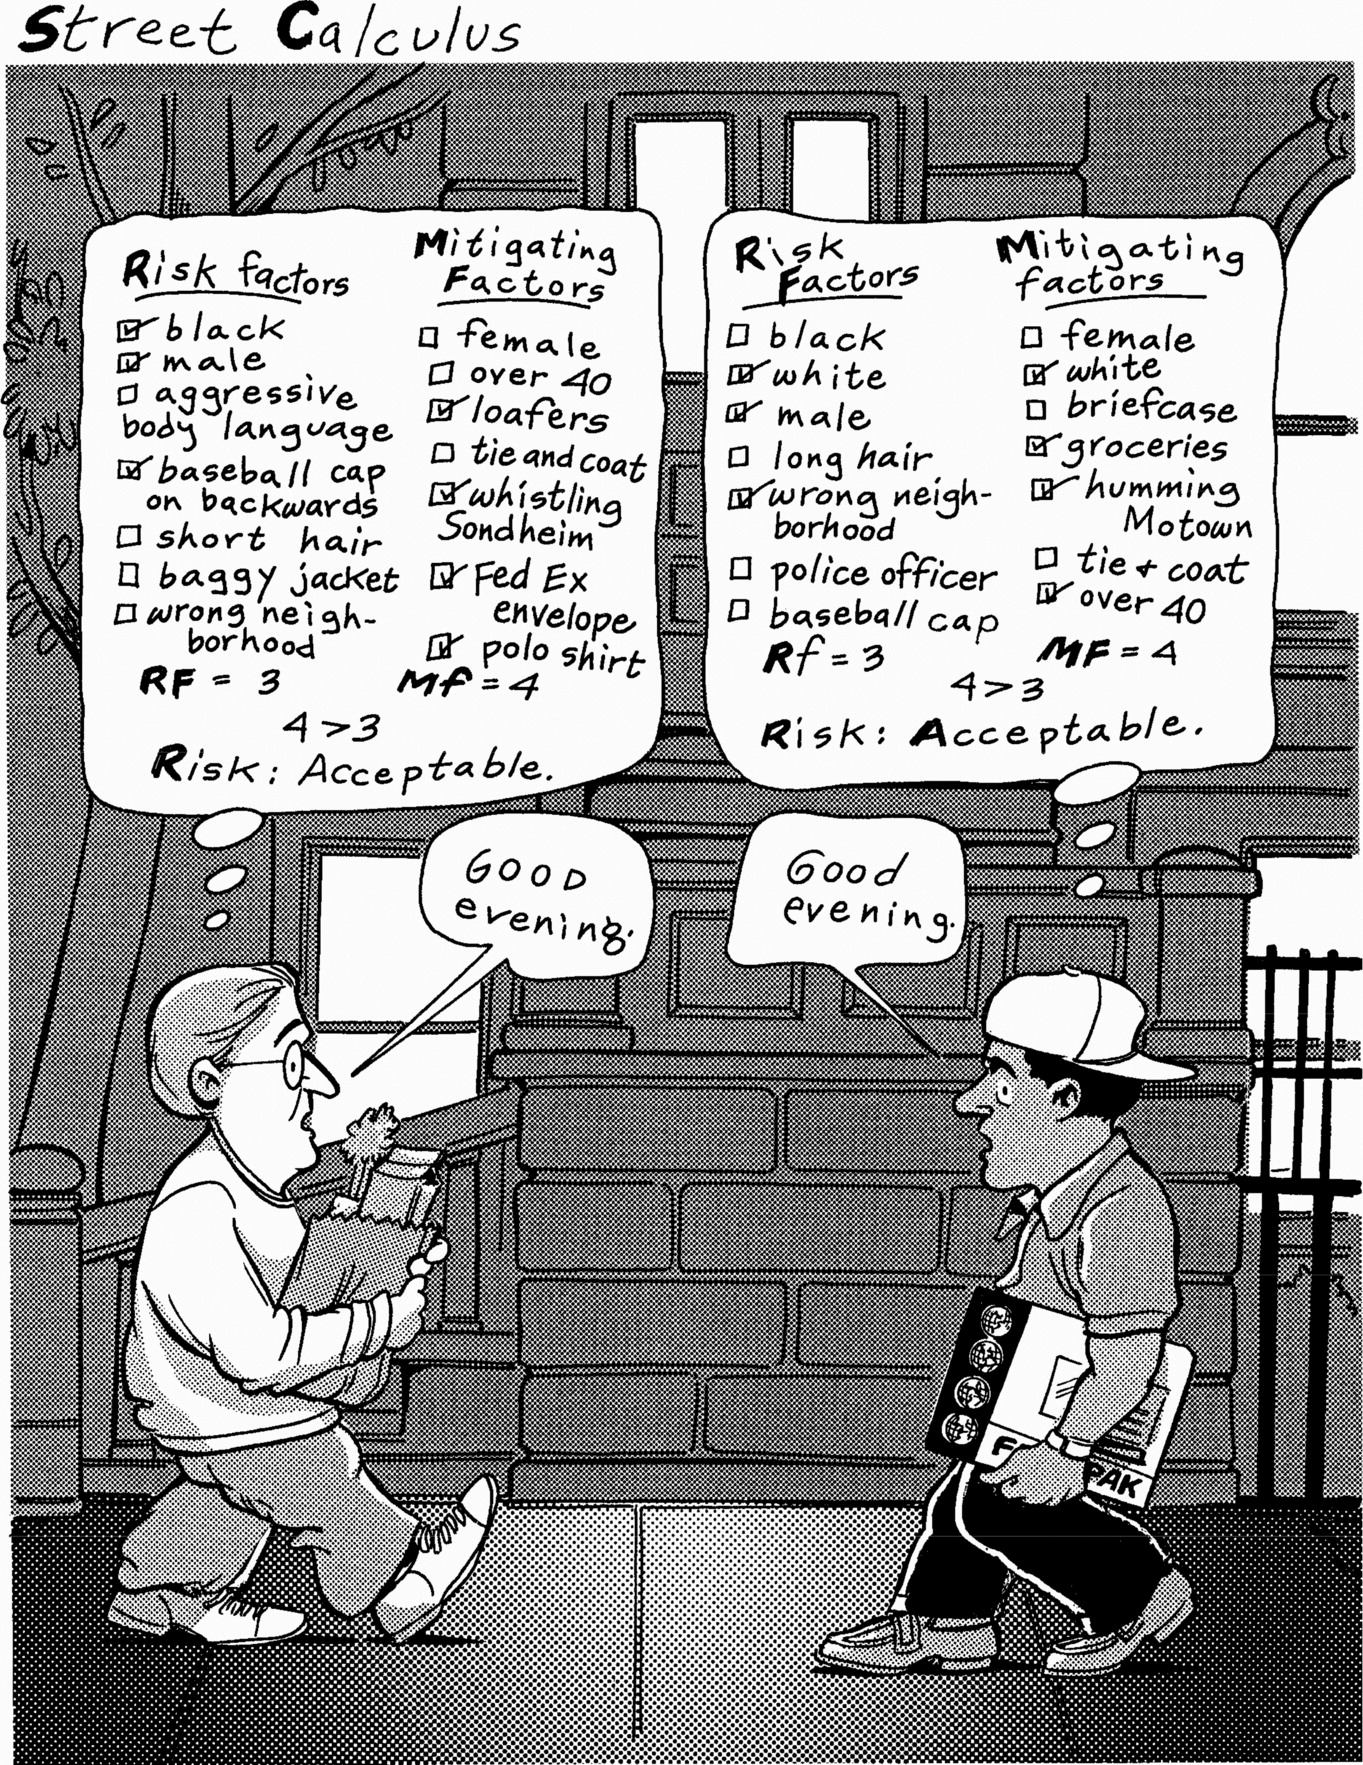 Street Calculus
Risk factors
☑ black
☑ male
☐ aggressive
body language
☑ baseball cap
on backwards
☐ short hair
☐ baggy jacket
☐ wrong neigh-
borhood
RF = 3
Mitigating
Factors
☐ female
☐ over 40
☑ loafers
☐ tie and coat
☑ whistling
Sondheim
☑ Fed Ex
envelope
☑ polo shirt
Mf = 4
4 > 3
Risk: Acceptable.
Risk
Factors
☐ black
☑ white
☑ male
☐ long hair
☑ wrong neigh-
borhood
☐ police officer
☐ baseball cap
Rf = 3
Mitigating
factors
☐ female
☑ white
☐ briefcase
☑ groceries
☑ humming
Motown
☐ tie + coat
☑ over 40
MF = 4
4 > 3
Risk: Acceptable.
GOOD
evening.
Good
evening.
PAK